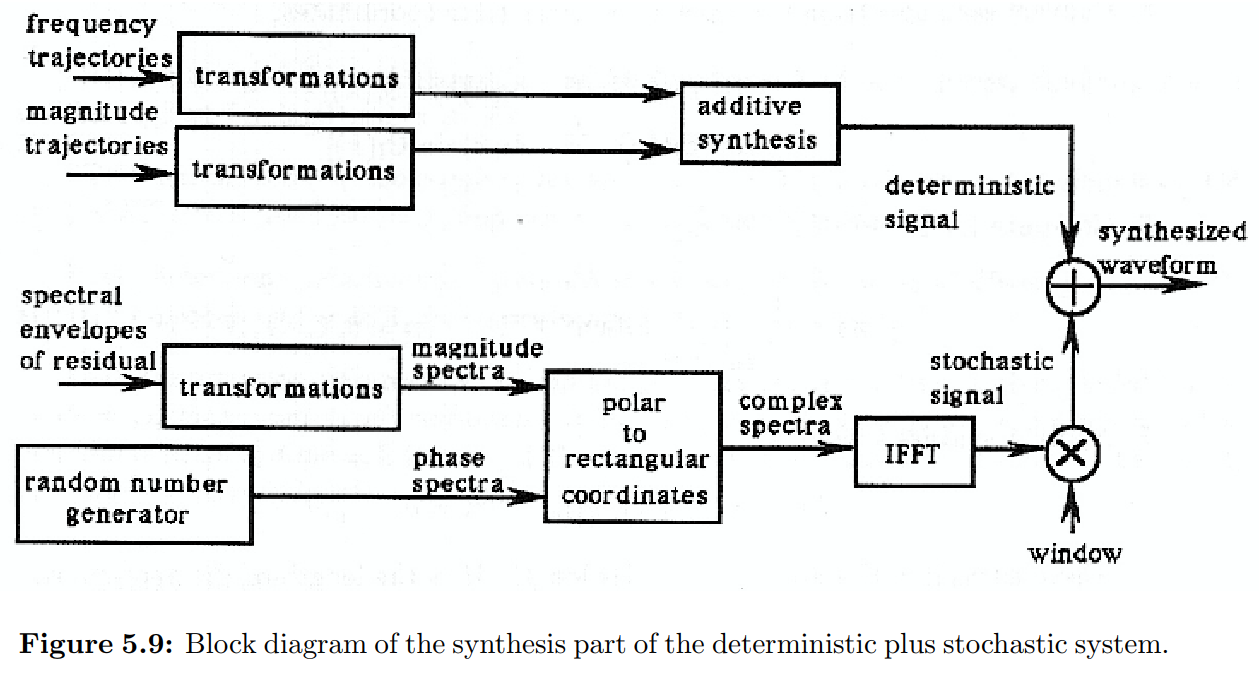 frequency
trajectories
transformations
magnitude
trajectories
transformations
additive
synthesis
deterministic
signal
synthesized
waveform
spectral
envelopes
of residual
transformations
magnitude
spectra
random number
generator
phase
spectra
polar
to
rectangular
coordinates
complex
spectra
IFFT
stochastic
signal
window
Figure 5.9: Block diagram of the synthesis part of the deterministic plus stochastic system.